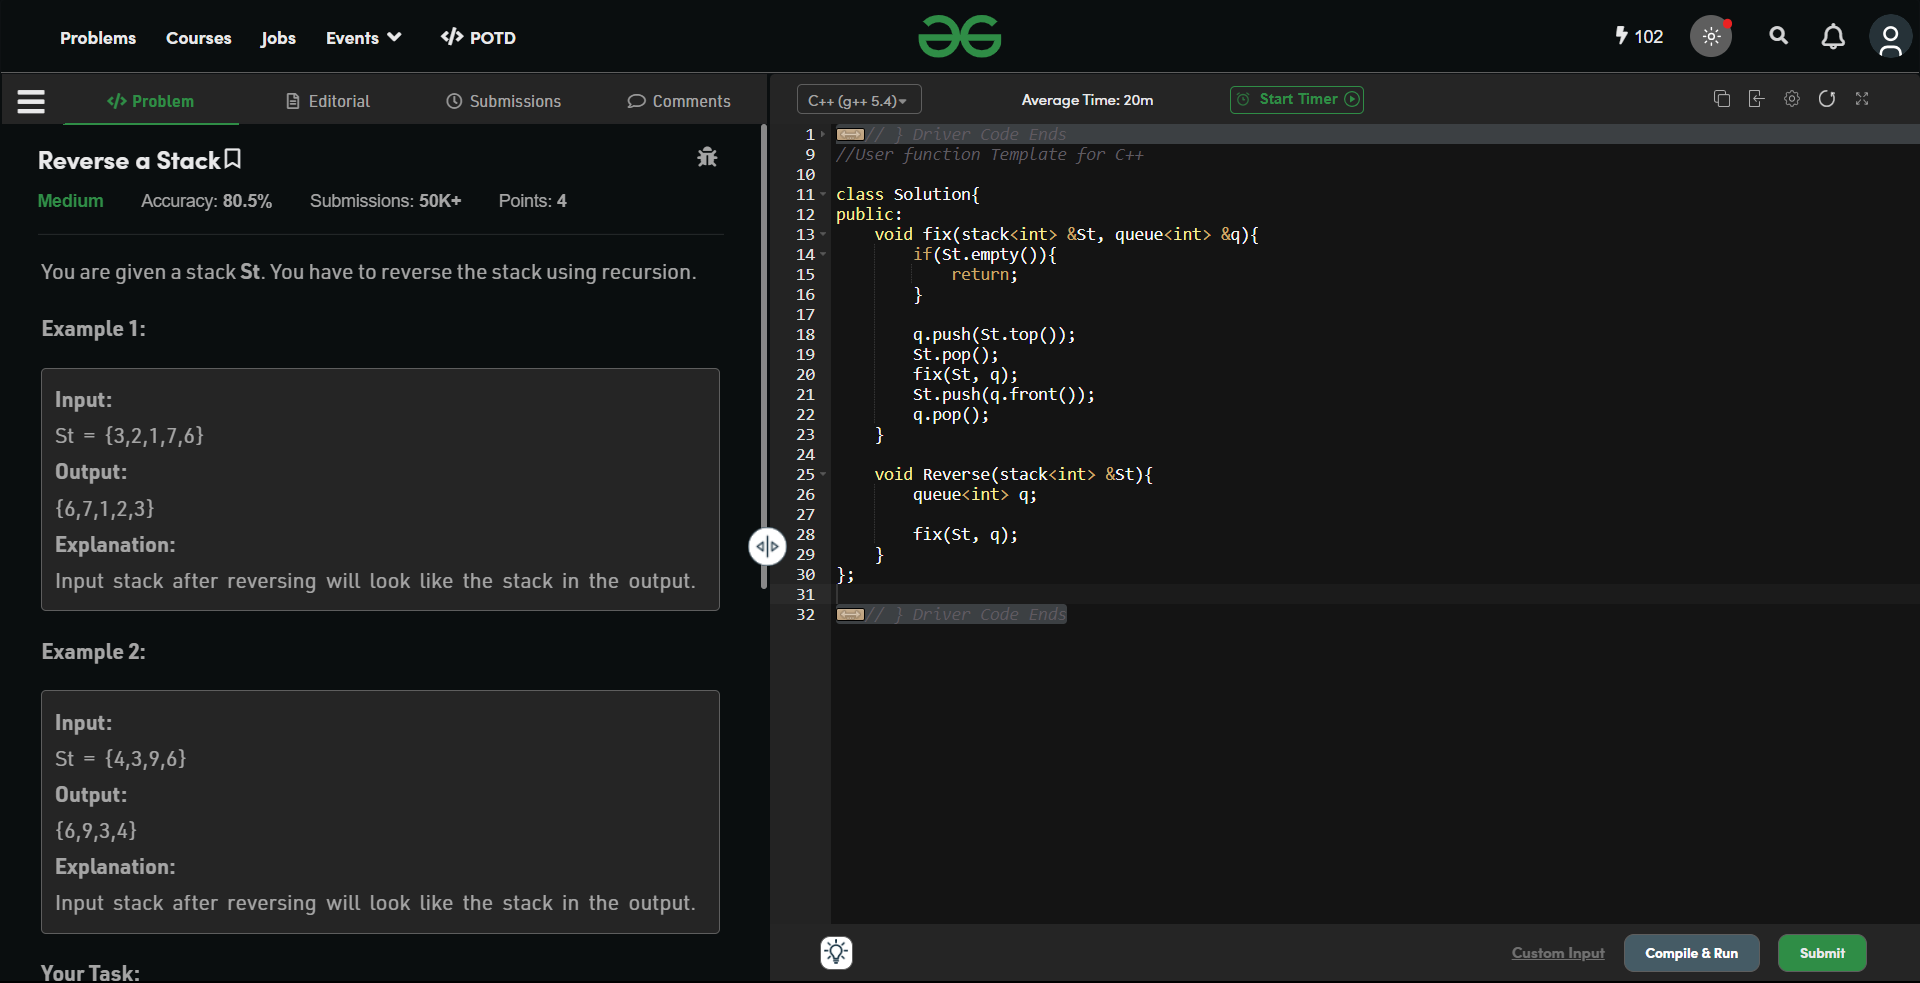 Problems Courses Jobs Events </> POTD
102
</> Problem Editorial Submissions Comments
Reverse a Stack
Medium Accuracy: 80.5% Submissions: 50K+ Points: 4
You are given a stack St. You have to reverse the stack using recursion.
Example 1:
Input:
St = {3,2,1,7,6}
Output:
{6,7,1,2,3}
Explanation:
Input stack after reversing will look like the stack in the output.
Example 2:
Input:
St = {4,3,9,6}
Output:
{6,9,3,4}
Explanation:
Input stack after reversing will look like the stack in the output.
Your Task:
C++ (g++ 5.4) Average Time: 20m Start Timer
1 // } Driver Code Ends
9 //User function Template for C++
10
11 class Solution{
12 public:
13 void fix(stack<int> &St, queue<int> &q){
14 if(St.empty()){
15 return;
16 }
17
18 q.push(St.top());
19 St.pop();
20 fix(St, q);
21 St.push(q.front());
22 q.pop();
23 }
24
25 void Reverse(stack<int> &St){
26 queue<int> q;
27
28 fix(St, q);
29 }
30 };
31
32 // } Driver Code Ends
Custom Input Compile & Run Submit